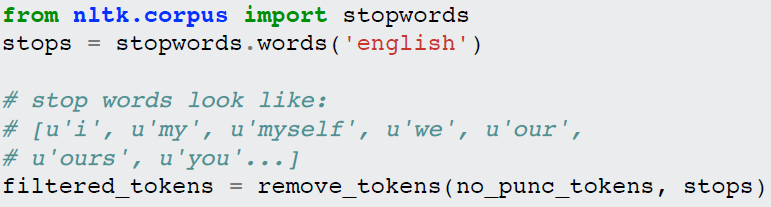 from nltk.corpus import stopwords
stops = stopwords.words('english')
# stop words look like:
# [u'i', u'my', u'myself', u'we', u'our',
# u'ours', u'you'...]
filtered_tokens = remove_tokens(no_punc_tokens, stops)